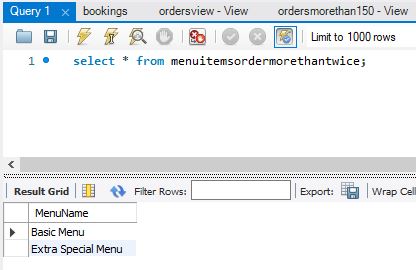 Query 1 × bookings ordersview - View ordersmorethan150 - View
Limit to 1000 rows
1 select * from menuitemsordermorethantwice;
Result Grid Filter Rows: Export: Wrap Cell
MenuName
Basic Menu
Extra Special Menu